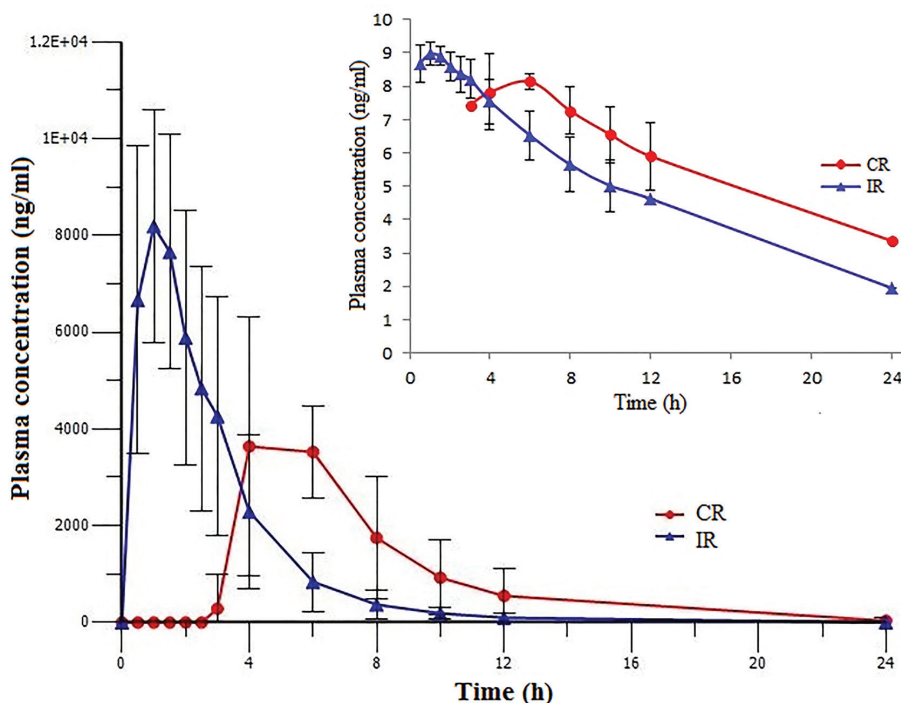 1.2E+04
1E+04
8000
6000
4000
2000
0
Plasma concentration (ng/ml)
0 4 8 12 16 20 24
Time (h)
CR
IR
10
9
8
7
6
5
4
3
2
1
0
Plasma concentration (ng/ml)
0 4 8 12 16 20 24
Time (h)
CR
IR